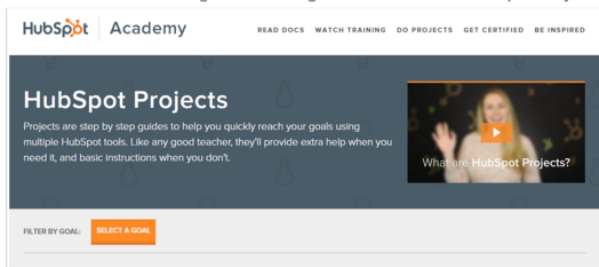 HubSpot Academy
READ DOCS WATCH TRAINING DO PROJECTS GET CERTIFIED BE INSPIRED
HubSpot Projects
Projects are step by step guides to help you quickly reach your goals using
multiple HubSpot tools. Like any good teacher, they'll provide extra help when you
need it, and basic instructions when you don't.
What are HubSpot Projects?
FILTER BY GOAL: SELECT A GOAL